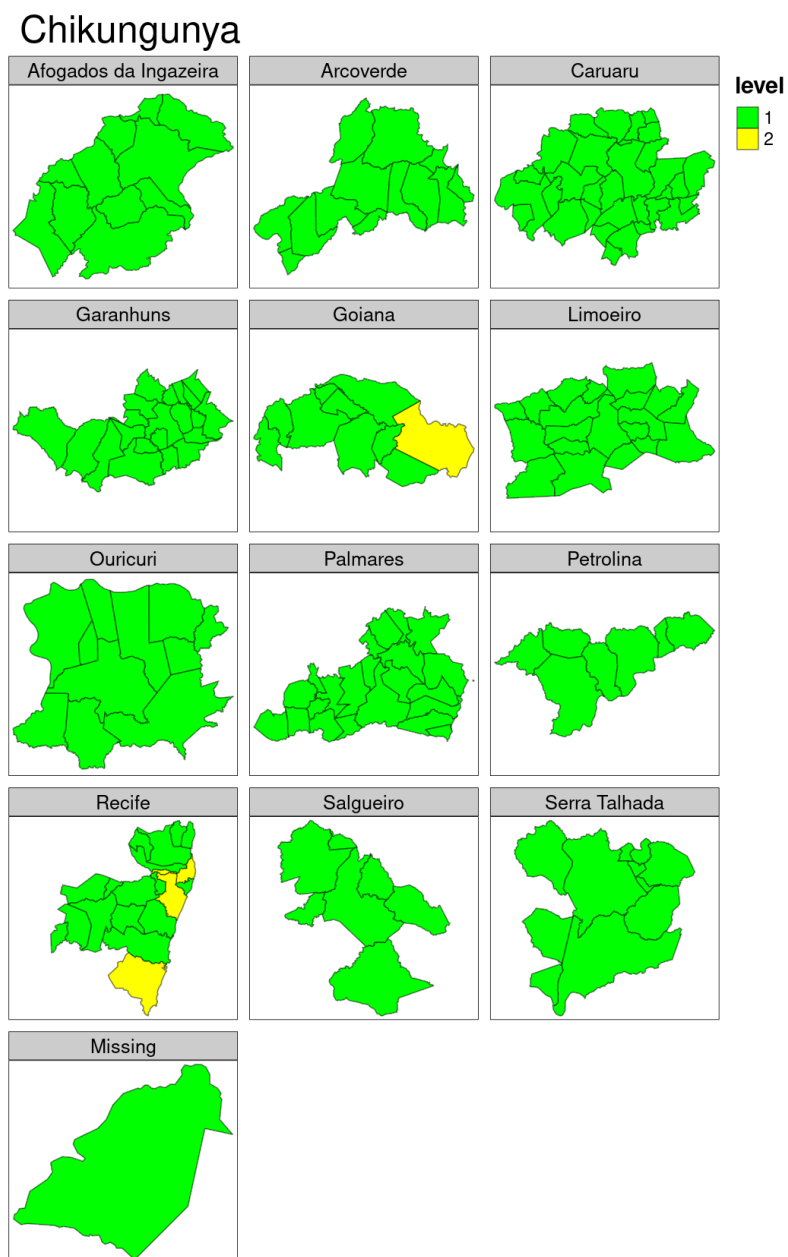 Chikungunya
Afogados da Ingazeira
Arcoverde
Caruaru
level
1
2
Garanhuns
Goiana
Limoeiro
Ouricuri
Palmares
Petrolina
Recife
Salgueiro
Serra Talhada
Missing